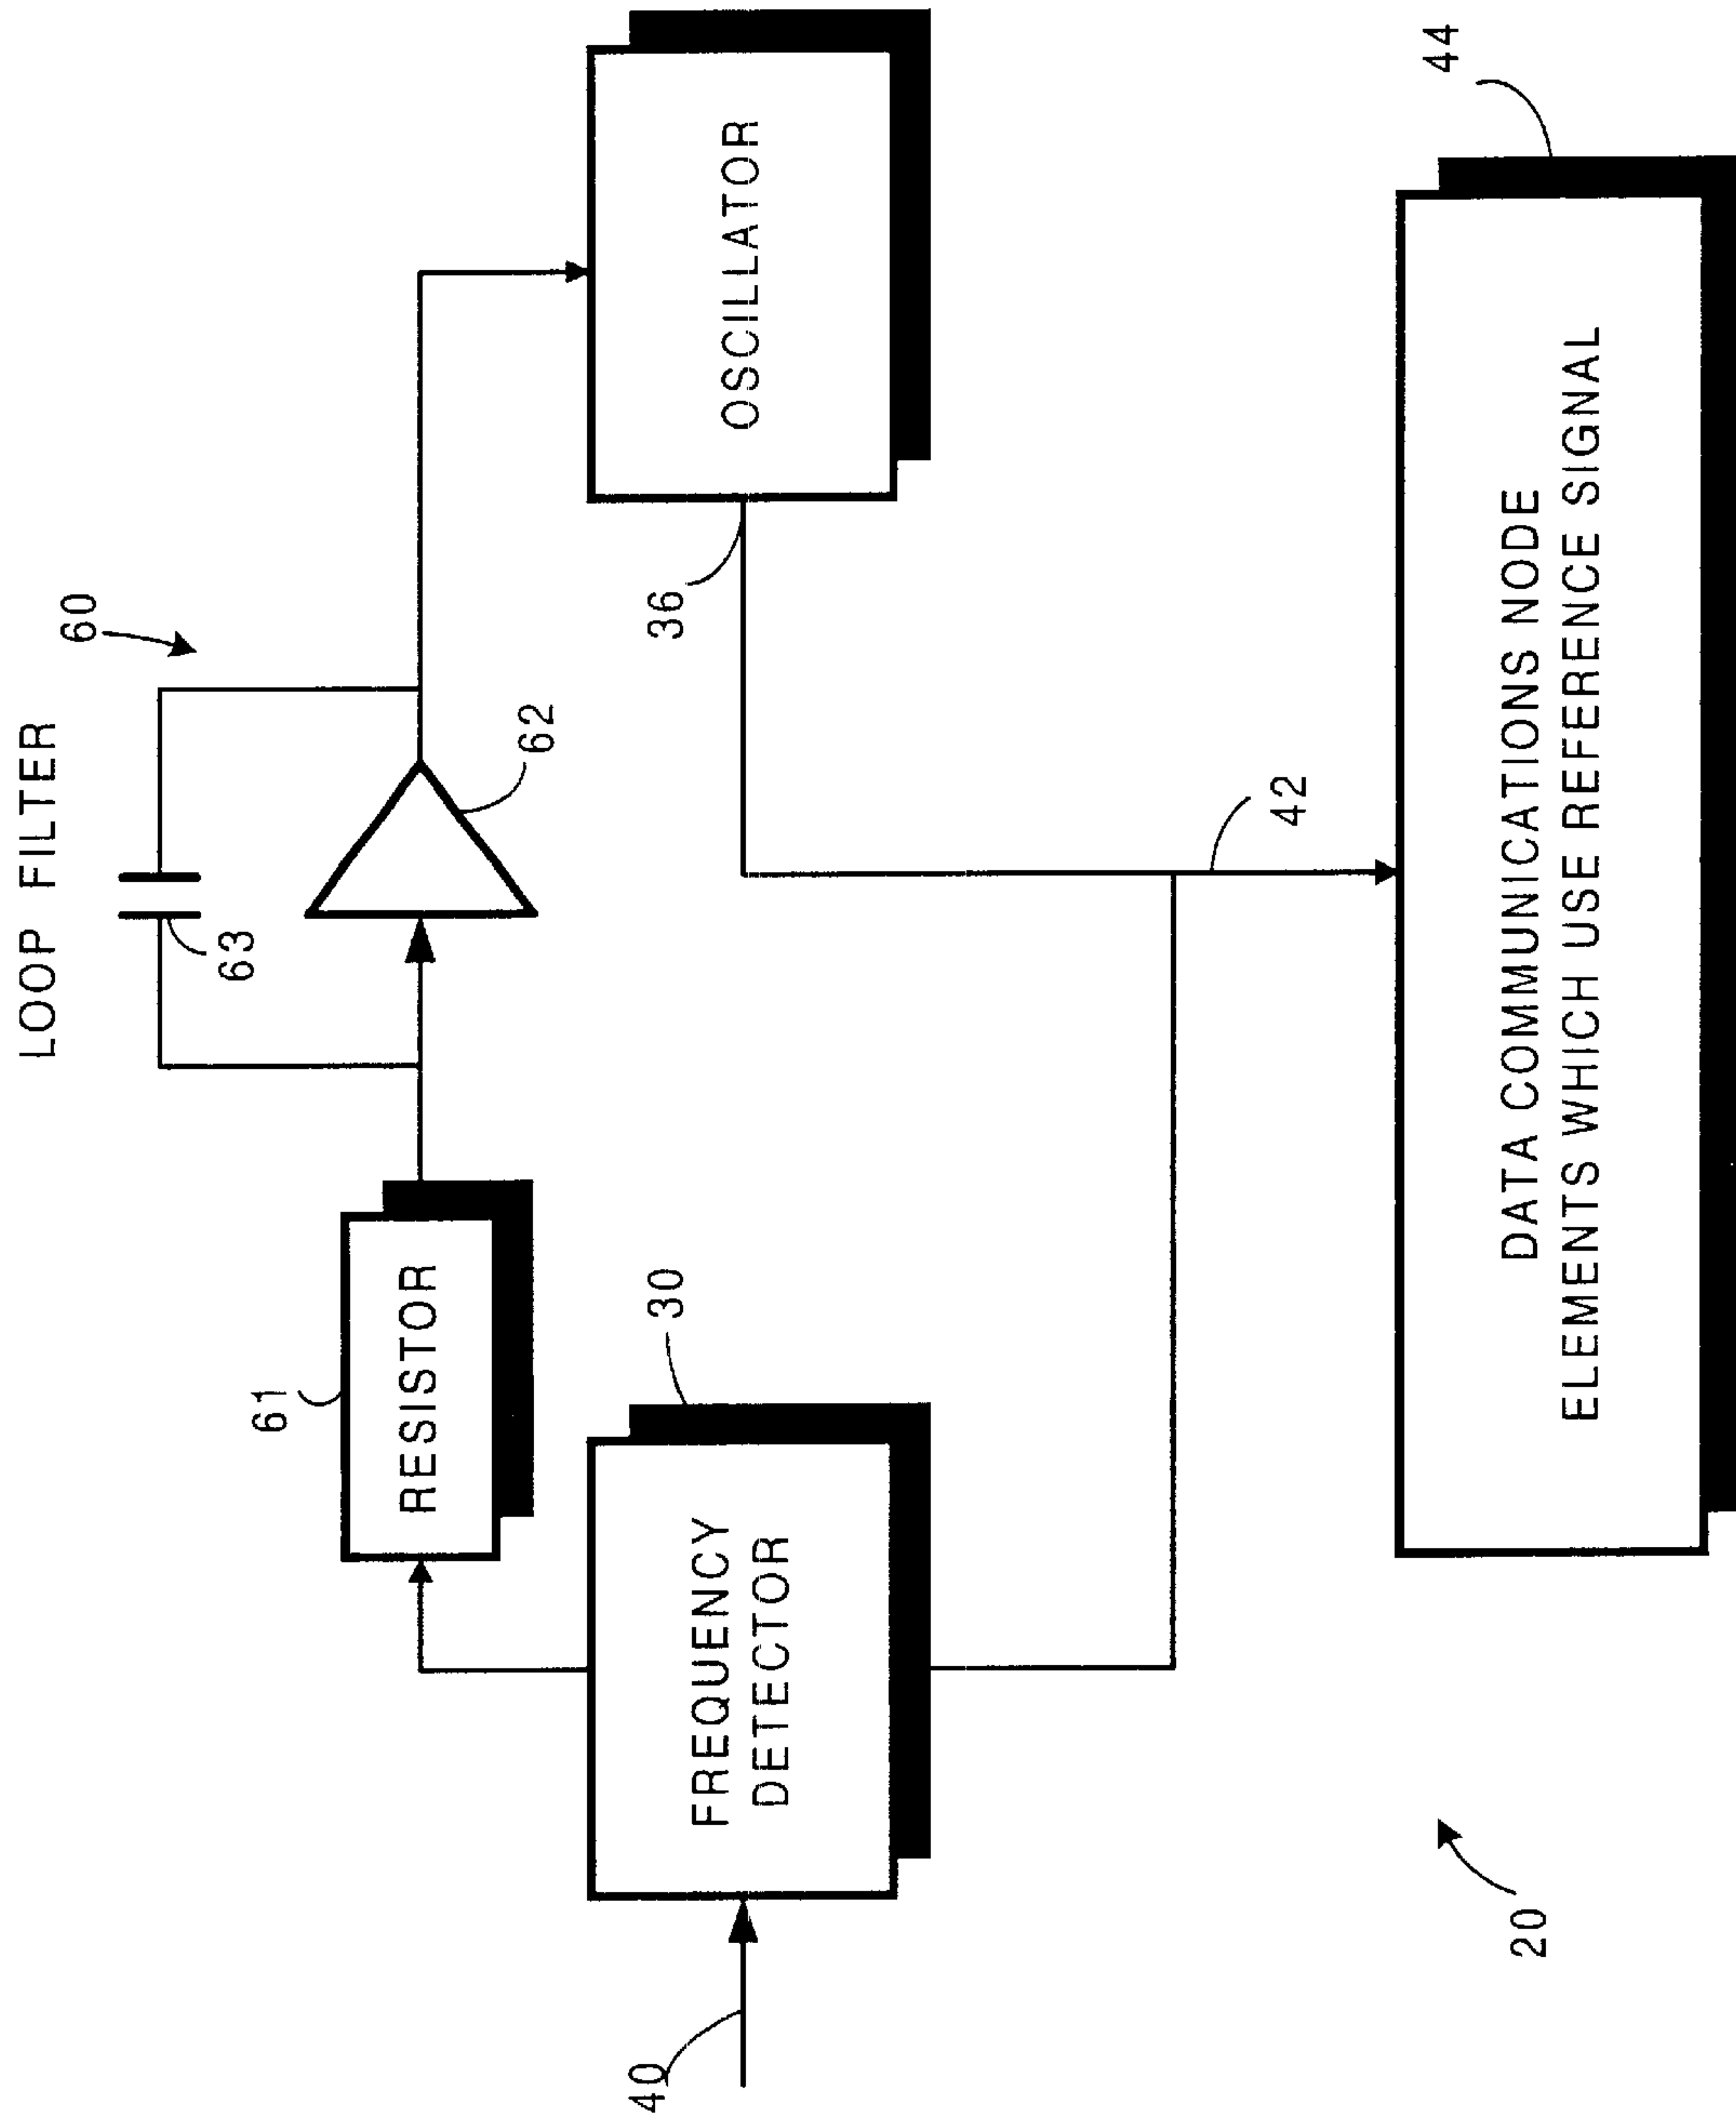 LOOP FILTER
60
63
62
61
RESISTOR
30
36
FREQUENCY
DETECTOR
OSCILLATOR
40
42
44
DATA COMMUNICATIONS NODE
ELEMENTS WHICH USE REFERENCE SIGNAL
20